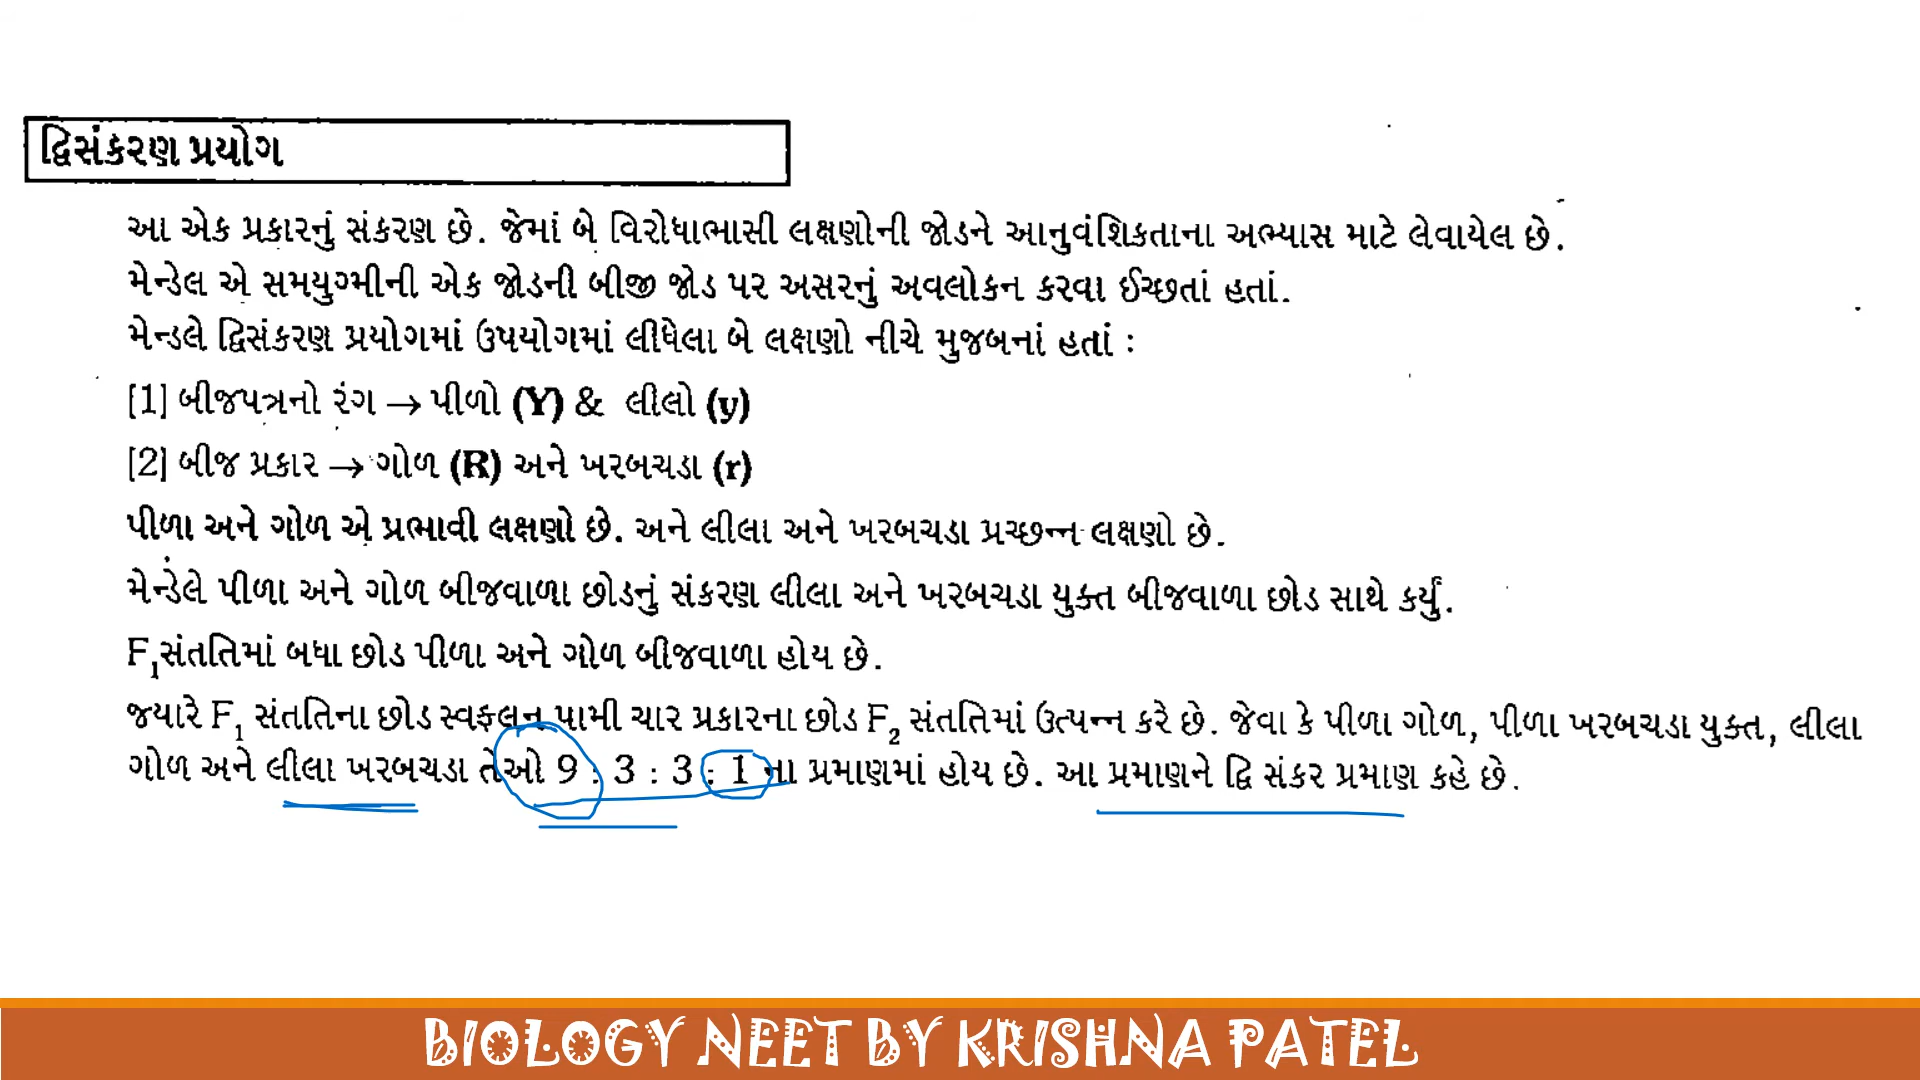 દ્વિસંકરણ પ્રયોગ
આ એક પ્રકારનું સંકરણ છે. જેમાં બે વિરોધાભાસી લક્ષણોની જોડને આનુવંશિકતાના અભ્યાસ માટે લેવાયેલ છે.
મેન્ડેલ એ સમયુગ્મીની એક જોડની બીજી જોડ પર અસરનું અવલોકન કરવા ઈચ્છતાં હતાં.
મેન્ડલે દ્વિસંકરણ પ્રયોગમાં ઉપયોગમાં લીધેલા બે લક્ષણો નીચે મુજબનાં હતાં :
[1] બીજપત્રનો રંગ → પીળો (Y) & લીલો (y)
[2] બીજ પ્રકાર → ગોળ (R) અને ખરબચડા (r)
પીળા અને ગોળ એ પ્રભાવી લક્ષણો છે. અને લીલા અને ખરબચડા પ્રચ્છન્ન લક્ષણો છે.
મેન્ડેલે પીળા અને ગોળ બીજવાળા છોડનું સંકરણ લીલા અને ખરબચડા યુક્ત બીજવાળા છોડ સાથે કર્યું.
F₁સંતતિમાં બધા છોડ પીળા અને ગોળ બીજવાળા હોય છે.
જયારે F₁ સંતતિના છોડ સ્વફ્લન પામી ચાર પ્રકારના છોડ F₂ સંતતિમાં ઉત્પન્ન કરે છે. જેવા કે પીળા ગોળ, પીળા ખરબચડા યુક્ત, લીલા
ગોળ અને લીલા ખરબચડા તેઓ 9 : 3 : 3 : 1 ના પ્રમાણમાં હોય છે. આ પ્રમાણને દ્વિ સંકર પ્રમાણ કહે છે.
BIOLOGY NEET BY KRISHNA PATEL